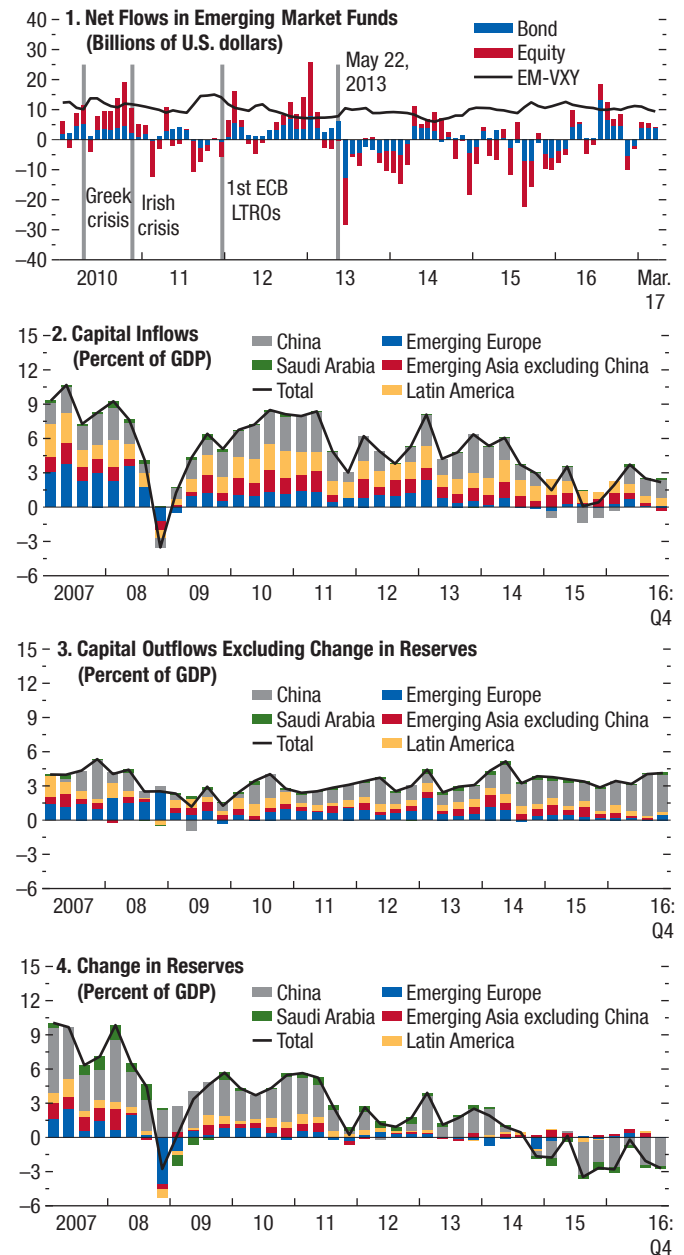 1. Net Flows in Emerging Market Funds
(Billions of U.S. dollars)
Bond
Equity
EM-VXY
May 22,
2013
Greek
crisis
Irish
crisis
1st ECB
LTROs
40
30
20
10
0
–10
–20
–30
–40
2010 11 12 13 14 15 16 Mar.
17
2. Capital Inflows
(Percent of GDP)
China Emerging Europe
Saudi Arabia Emerging Asia excluding China
Total Latin America
15
12
9
6
3
0
–3
–6
2007 08 09 10 11 12 13 14 15 16:
Q4
3. Capital Outflows Excluding Change in Reserves
(Percent of GDP)
China Emerging Europe
Saudi Arabia Emerging Asia excluding China
Total Latin America
15
12
9
6
3
0
–3
–6
2007 08 09 10 11 12 13 14 15 16:
Q4
4. Change in Reserves
(Percent of GDP)
China Emerging Europe
Saudi Arabia Emerging Asia excluding China
Total Latin America
15
12
9
6
3
0
–3
–6
2007 08 09 10 11 12 13 14 15 16:
Q4